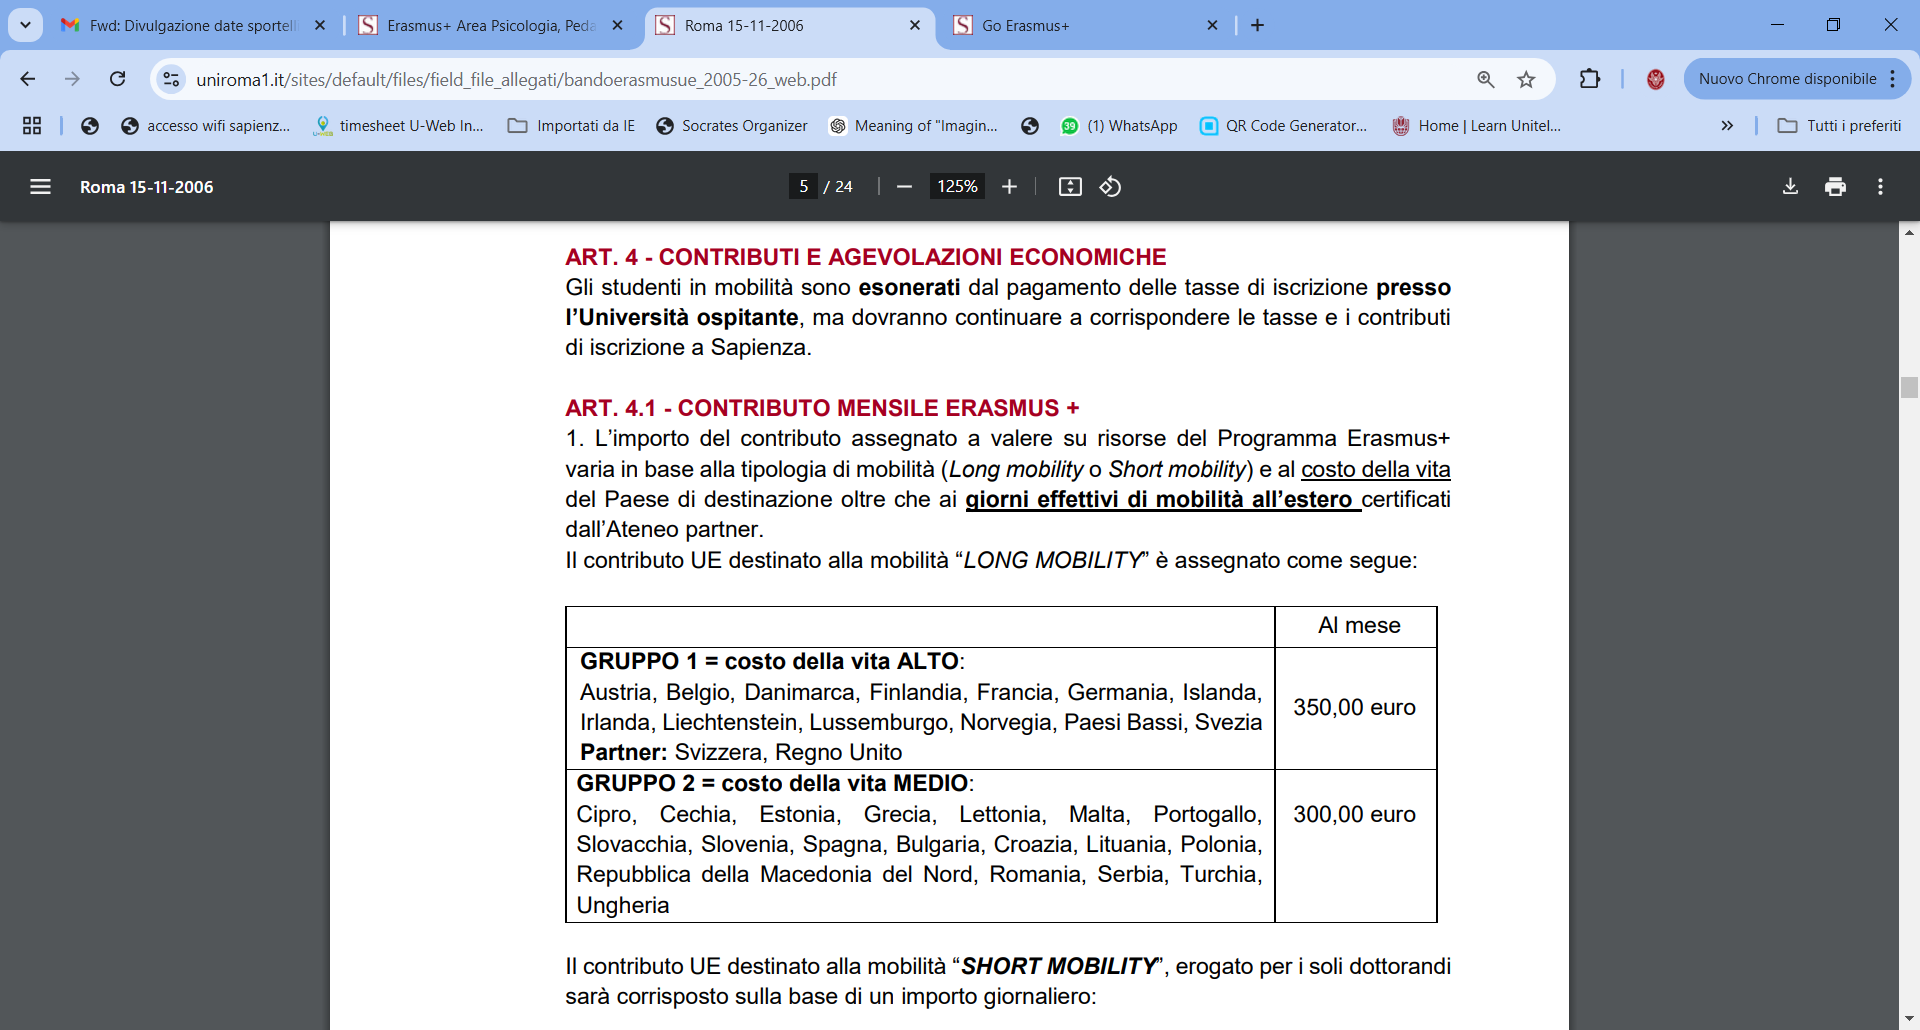 Fwd: Divulgazione date sportell
Erasmus+ Area Psicologia, Peda
Roma 15-11-2006
Go Erasmus+
uniroma1.it/sites/default/files/field_file_allegati/bandoerasmusue_2005-26_web.pdf
Nuovo Chrome disponibile
accesso wifi sapienz...
timesheet U-Web In...
Importati da IE
Socrates Organizer
Meaning of "Imagin...
39
(1) WhatsApp
QR Code Generator...
Home | Learn Unitel...
Tutti i preferiti
Roma 15-11-2006
5 / 24
125%
ART. 4 - CONTRIBUTI E AGEVOLAZIONI ECONOMICHE
Gli studenti in mobilità sono esonerati dal pagamento delle tasse di iscrizione presso
l’Università ospitante, ma dovranno continuare a corrispondere le tasse e i contributi
di iscrizione a Sapienza.
ART. 4.1 - CONTRIBUTO MENSILE ERASMUS +
1. L’importo del contributo assegnato a valere su risorse del Programma Erasmus+
varia in base alla tipologia di mobilità (Long mobility o Short mobility) e al costo della vita
del Paese di destinazione oltre che ai giorni effettivi di mobilità all’estero certificati
dall’Ateneo partner.
Il contributo UE destinato alla mobilità “LONG MOBILITY” è assegnato come segue:
Al mese
GRUPPO 1 = costo della vita ALTO:
Austria, Belgio, Danimarca, Finlandia, Francia, Germania, Islanda,
Irlanda, Liechtenstein, Lussemburgo, Norvegia, Paesi Bassi, Svezia
Partner: Svizzera, Regno Unito
350,00 euro
GRUPPO 2 = costo della vita MEDIO:
Cipro, Cechia, Estonia, Grecia, Lettonia, Malta, Portogallo,
Slovacchia, Slovenia, Spagna, Bulgaria, Croazia, Lituania, Polonia,
Repubblica della Macedonia del Nord, Romania, Serbia, Turchia,
Ungheria
300,00 euro
Il contributo UE destinato alla mobilità “SHORT MOBILITY”, erogato per i soli dottorandi
sarà corrisposto sulla base di un importo giornaliero: